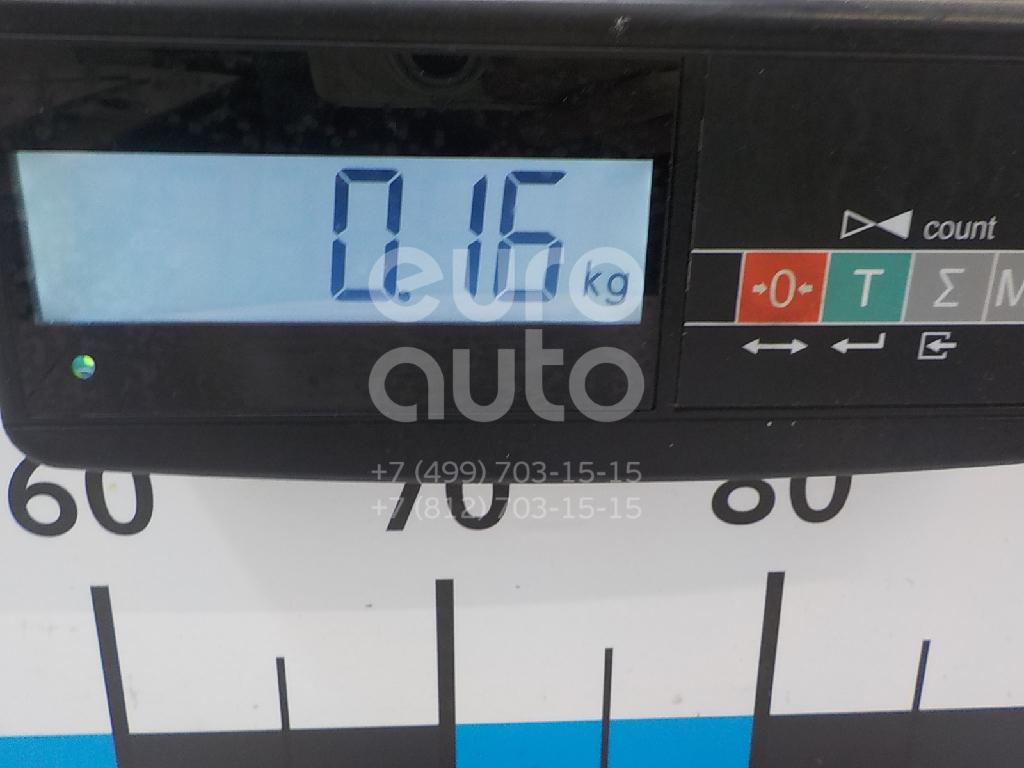 0.16 kg
count
→0← T Σ M
euro
auto
+7 (499) 703-15-15
+7 (812) 703-15-15
60 70 80